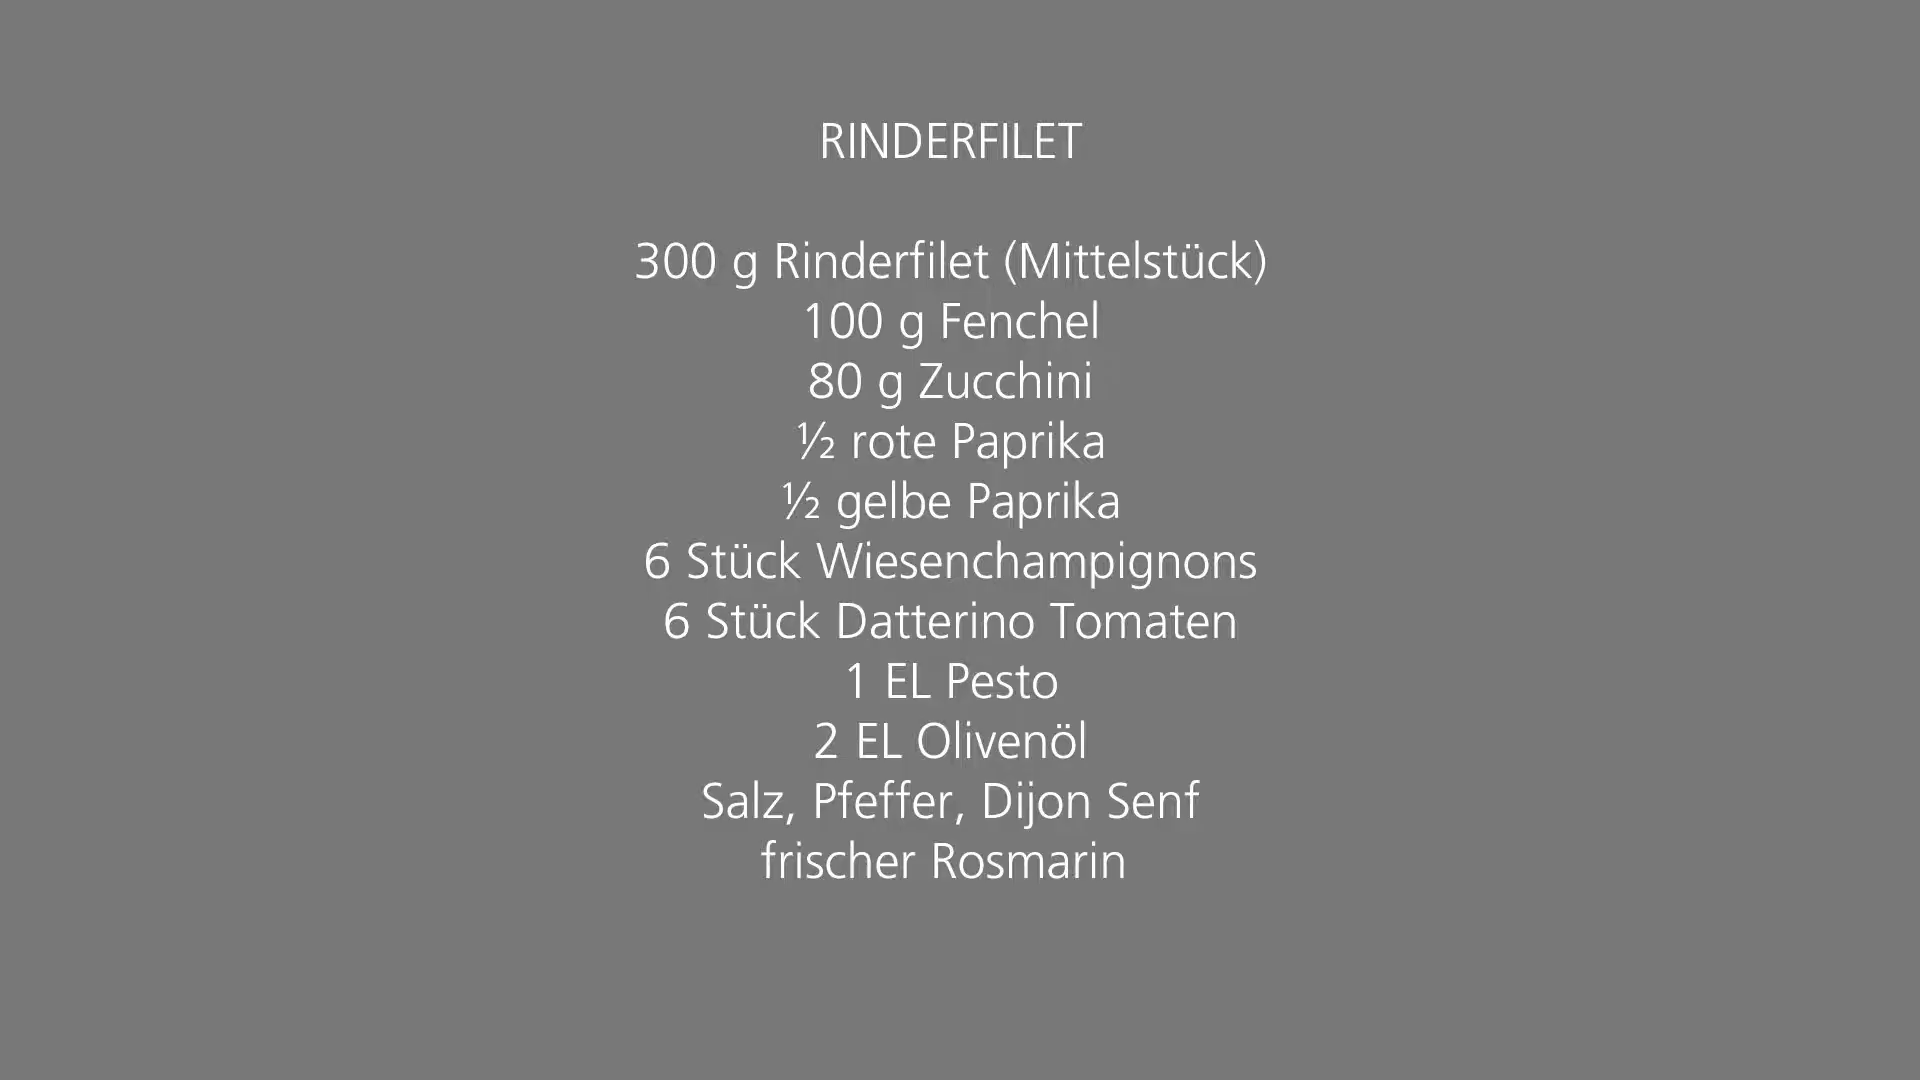 RINDERFILET
300 g Rinderfilet (Mittelstück)
100 g Fenchel
80 g Zucchini
½ rote Paprika
½ gelbe Paprika
6 Stück Wiesenchampignons
6 Stück Datterino Tomaten
1 EL Pesto
2 EL Olivenöl
Salz, Pfeffer, Dijon Senf
frischer Rosmarin